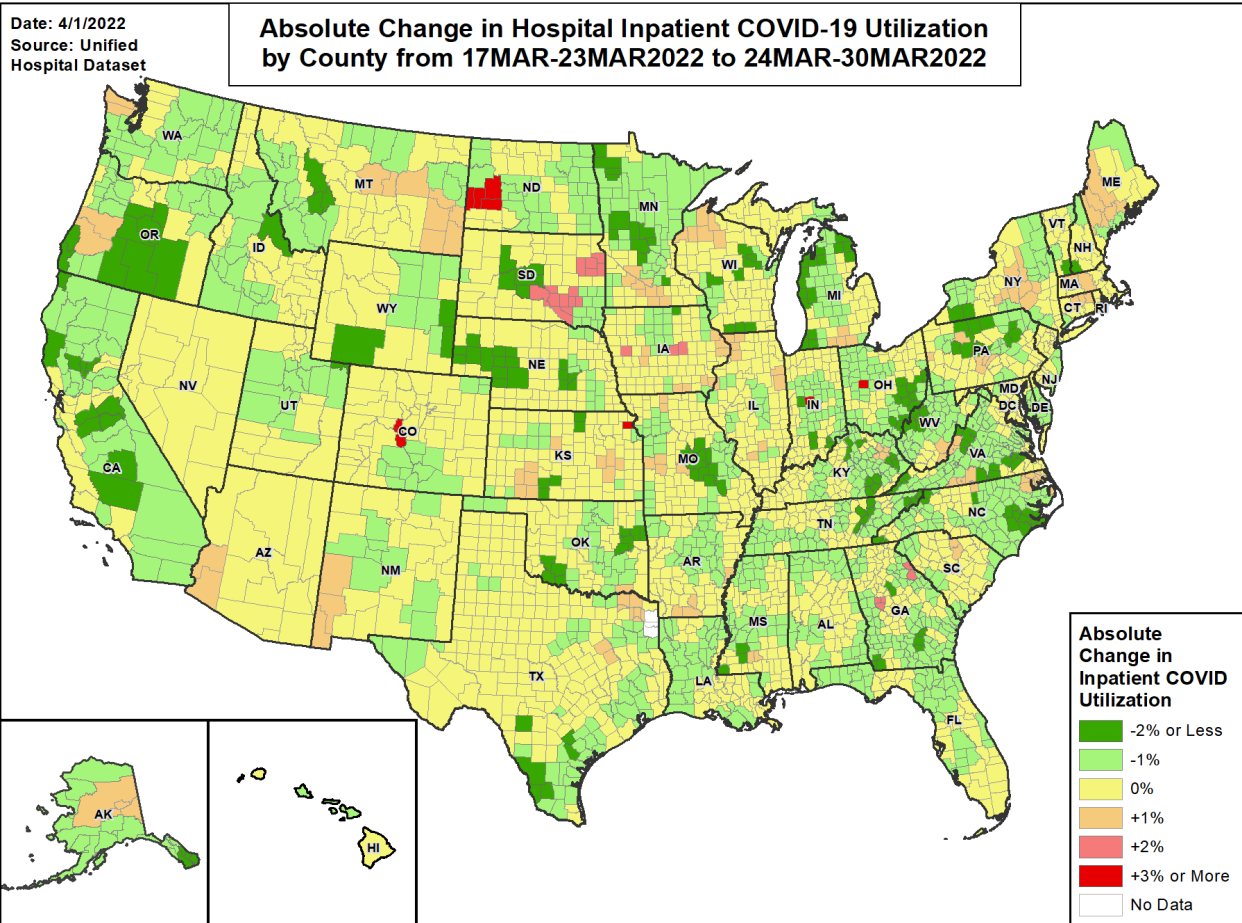 Date: 4/1/2022
Source: Unified
Hospital Dataset
Absolute Change in Hospital Inpatient COVID-19 Utilization
by County from 17MAR-23MAR2022 to 24MAR-30MAR2022
WA
MT
ND
MN
ME
OR
ID
SD
WI
VT
NH
WY
MI
NY
MA
CT
RI
NV
NE
IA
PA
NJ
UT
CO
IL
IN
OH
MD
DC
DE
WV
CA
KS
MO
KY
VA
AZ
NM
OK
AR
TN
NC
SC
TX
MS
AL
GA
LA
FL
AK
HI
Absolute
Change in
Inpatient COVID
Utilization
-2% or Less
-1%
0%
+1%
+2%
+3% or More
No Data